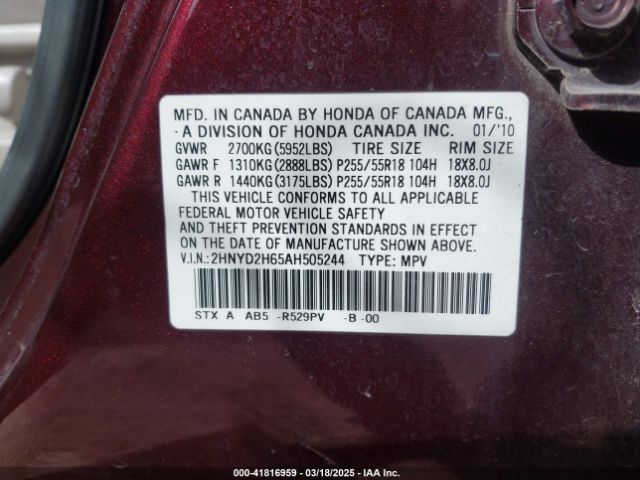 MFD. IN CANADA BY HONDA OF CANADA MFG.,
A DIVISION OF HONDA CANADA INC. 01/'10
GVWR 2700KG(5952LBS) TIRE SIZE RIM SIZE
GAWR F 1310KG(2888LBS) P255/55R18 104H 18X8.0J
GAWR R 1440KG(3175LBS) P255/55R18 104H 18X8.0J
THIS VEHICLE CONFORMS TO ALL APPLICABLE
FEDERAL MOTOR VEHICLE SAFETY
AND THEFT PREVENTION STANDARDS IN EFFECT
ON THE DATE OF MANUFACTURE SHOWN ABOVE.
V.I.N.:2HNYD2H65AH505244 TYPE: MPV
STX A AB5 -R529PV -B -00
000-41816959 — 03/18/2025 — IAA Inc.